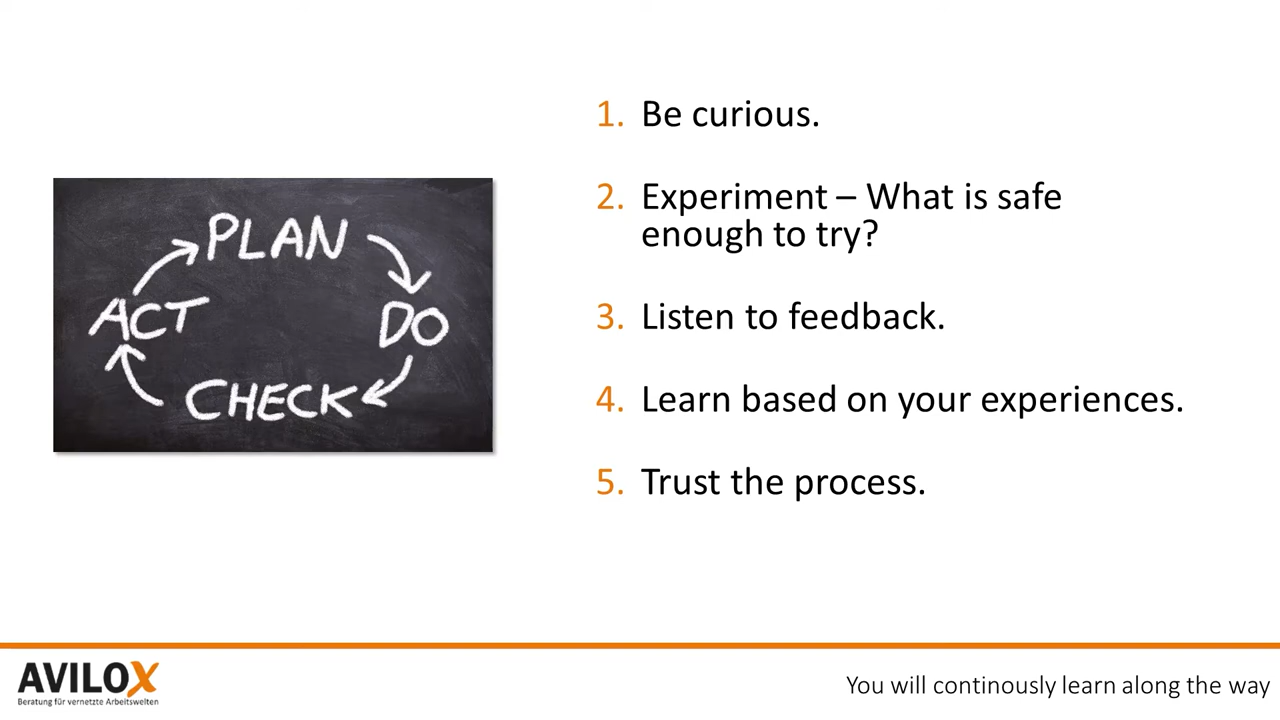 PLAN
DO
CHECK
ACT
1. Be curious.
2. Experiment – What is safe
enough to try?
3. Listen to feedback.
4. Learn based on your experiences.
5. Trust the process.
AVILOX
Beratung für vernetzte Arbeitswelten
You will continously learn along the way